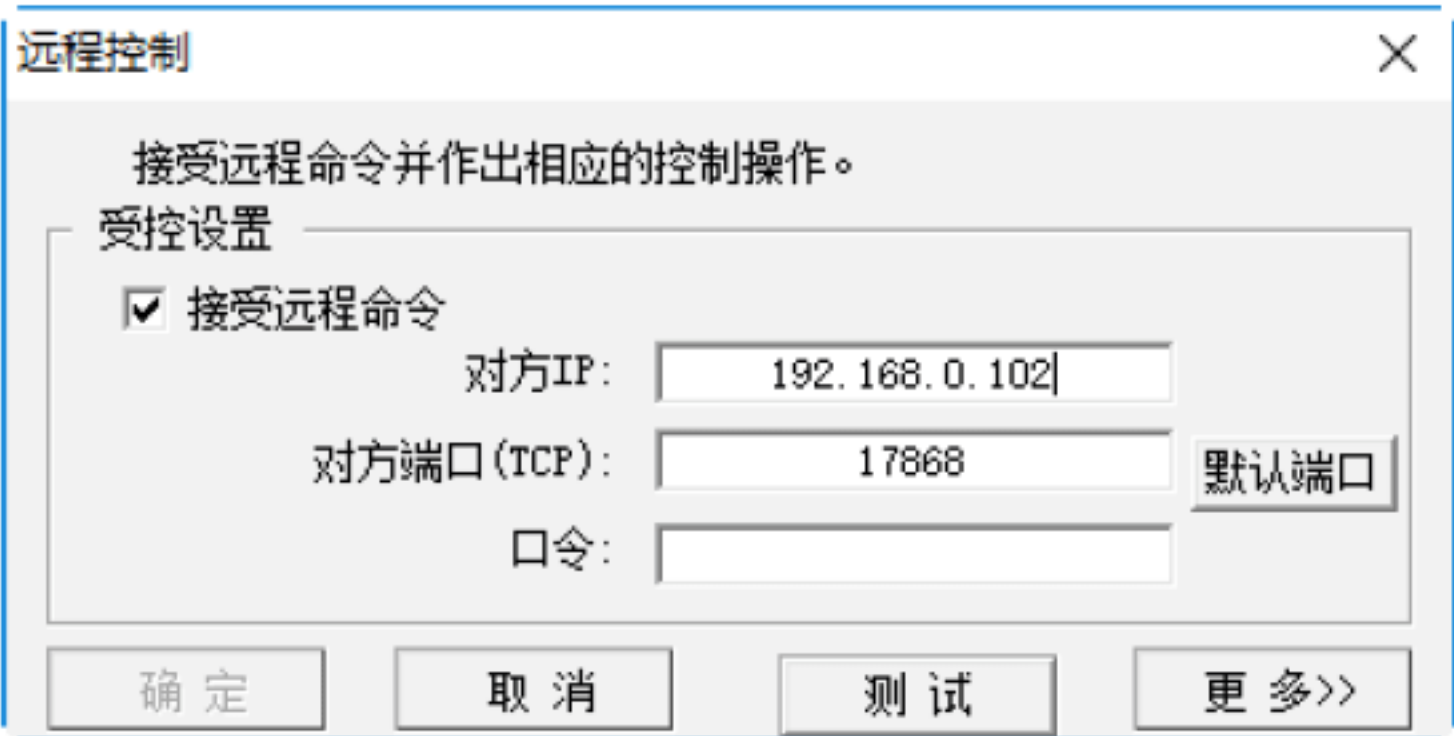 远程控制
接受远程命令并作出相应的控制操作。
受控设置
接受远程命令
对方IP: 192.168.0.102
对方端口(TCP): 17868 默认端口
口令:
确 定 取 消 测 试 更 多>>